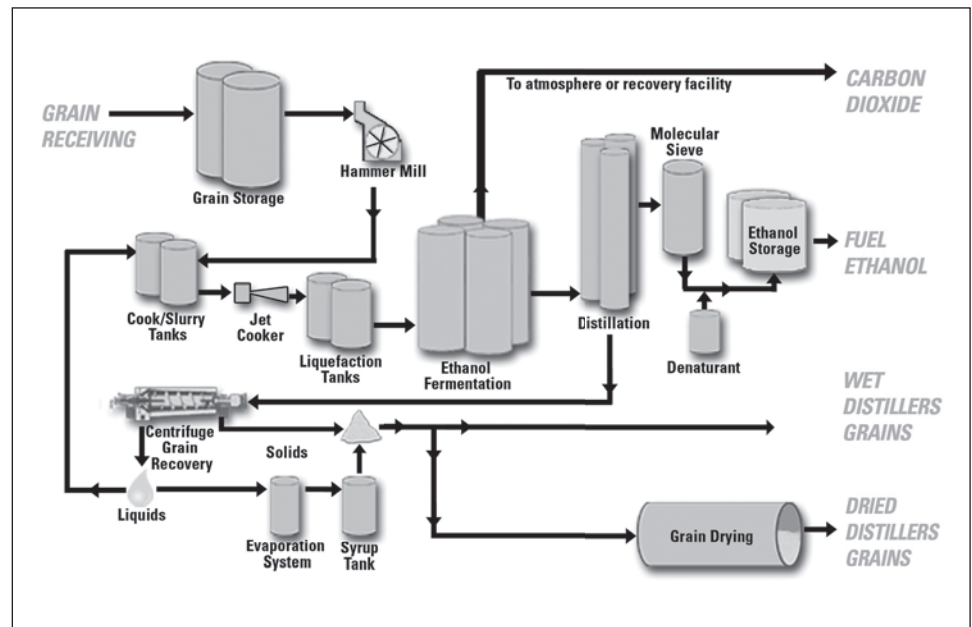 To atmosphere or recovery facility
CARBON
DIOXIDE
GRAIN
RECEIVING
Molecular
Sieve
Hammer Mill
Grain Storage
Ethanol
Storage
FUEL
ETHANOL
Cook/Slurry
Tanks
Jet
Cooker
Liquefaction
Tanks
Ethanol
Fermentation
Distillation
Denaturant
WET
DISTILLERS
GRAINS
Centrifuge
Grain
Recovery
Solids
Liquids
Evaporation
System
Syrup
Tank
Grain Drying
DRIED
DISTILLERS
GRAINS